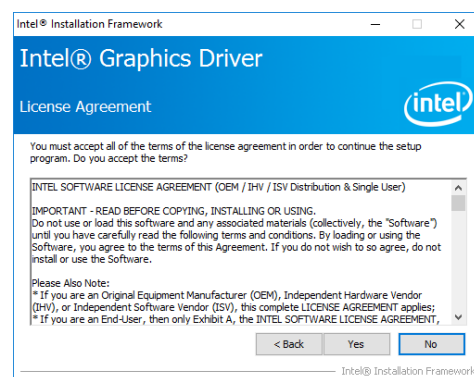 Intel® Installation Framework
Intel® Graphics Driver
License Agreement
intel
You must accept all of the terms of the license agreement in order to continue the setup
program. Do you accept the terms?
INTEL SOFTWARE LICENSE AGREEMENT (OEM / IHV / ISV Distribution & Single User)
IMPORTANT - READ BEFORE COPYING, INSTALLING OR USING.
Do not use or load this software and any associated materials (collectively, the "Software")
until you have carefully read the following terms and conditions. By loading or using the
Software, you agree to the terms of this Agreement. If you do not wish to so agree, do not
install or use the Software.
Please Also Note:
* If you are an Original Equipment Manufacturer (OEM), Independent Hardware Vendor
(IHV), or Independent Software Vendor (ISV), this complete LICENSE AGREEMENT applies;
* If you are an End-User, then only Exhibit A, the INTEL SOFTWARE LICENSE AGREEMENT,
< Back Yes No
Intel® Installation Framework